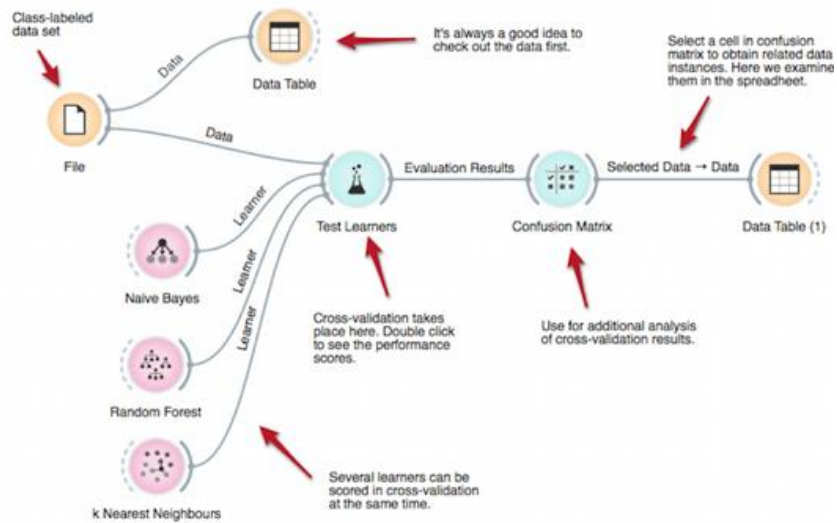 Class-labeled
data set
It's always a good idea to
check out the data first.
Select a cell in confusion
matrix to obtain related data
instances. Here we examine
them in the spreadheet.
Data
Data Table
Data
File
Learner
Evaluation Results
Selected Data → Data
Test Learners
Confusion Matrix
Data Table (1)
Naive Bayes
Learner
Learner
Cross-validation takes
place here. Double click
to see the performance
scores.
Use for additional analysis
of cross-validation results.
Random Forest
Several learners can be
scored in cross-validation
at the same time.
k Nearest Neighbours